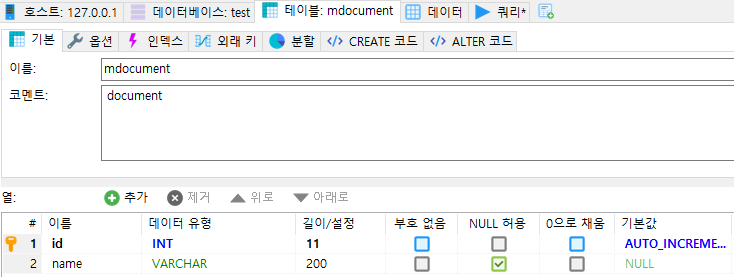 호스트: 127.0.0.1 데이터베이스: test 테이블: mdocument 데이터 쿼리*
기본 옵션 인덱스 외래 키 분할 CREATE 코드 ALTER 코드
이름: mdocument
코멘트: document
열: 추가 제거 위로 아래로
# 이름 데이터 유형 길이/설정 부호 없음 NULL 허용 0으로 채움 기본값
1 id INT 11 AUTO_INCREME...
2 name VARCHAR 200 NULL